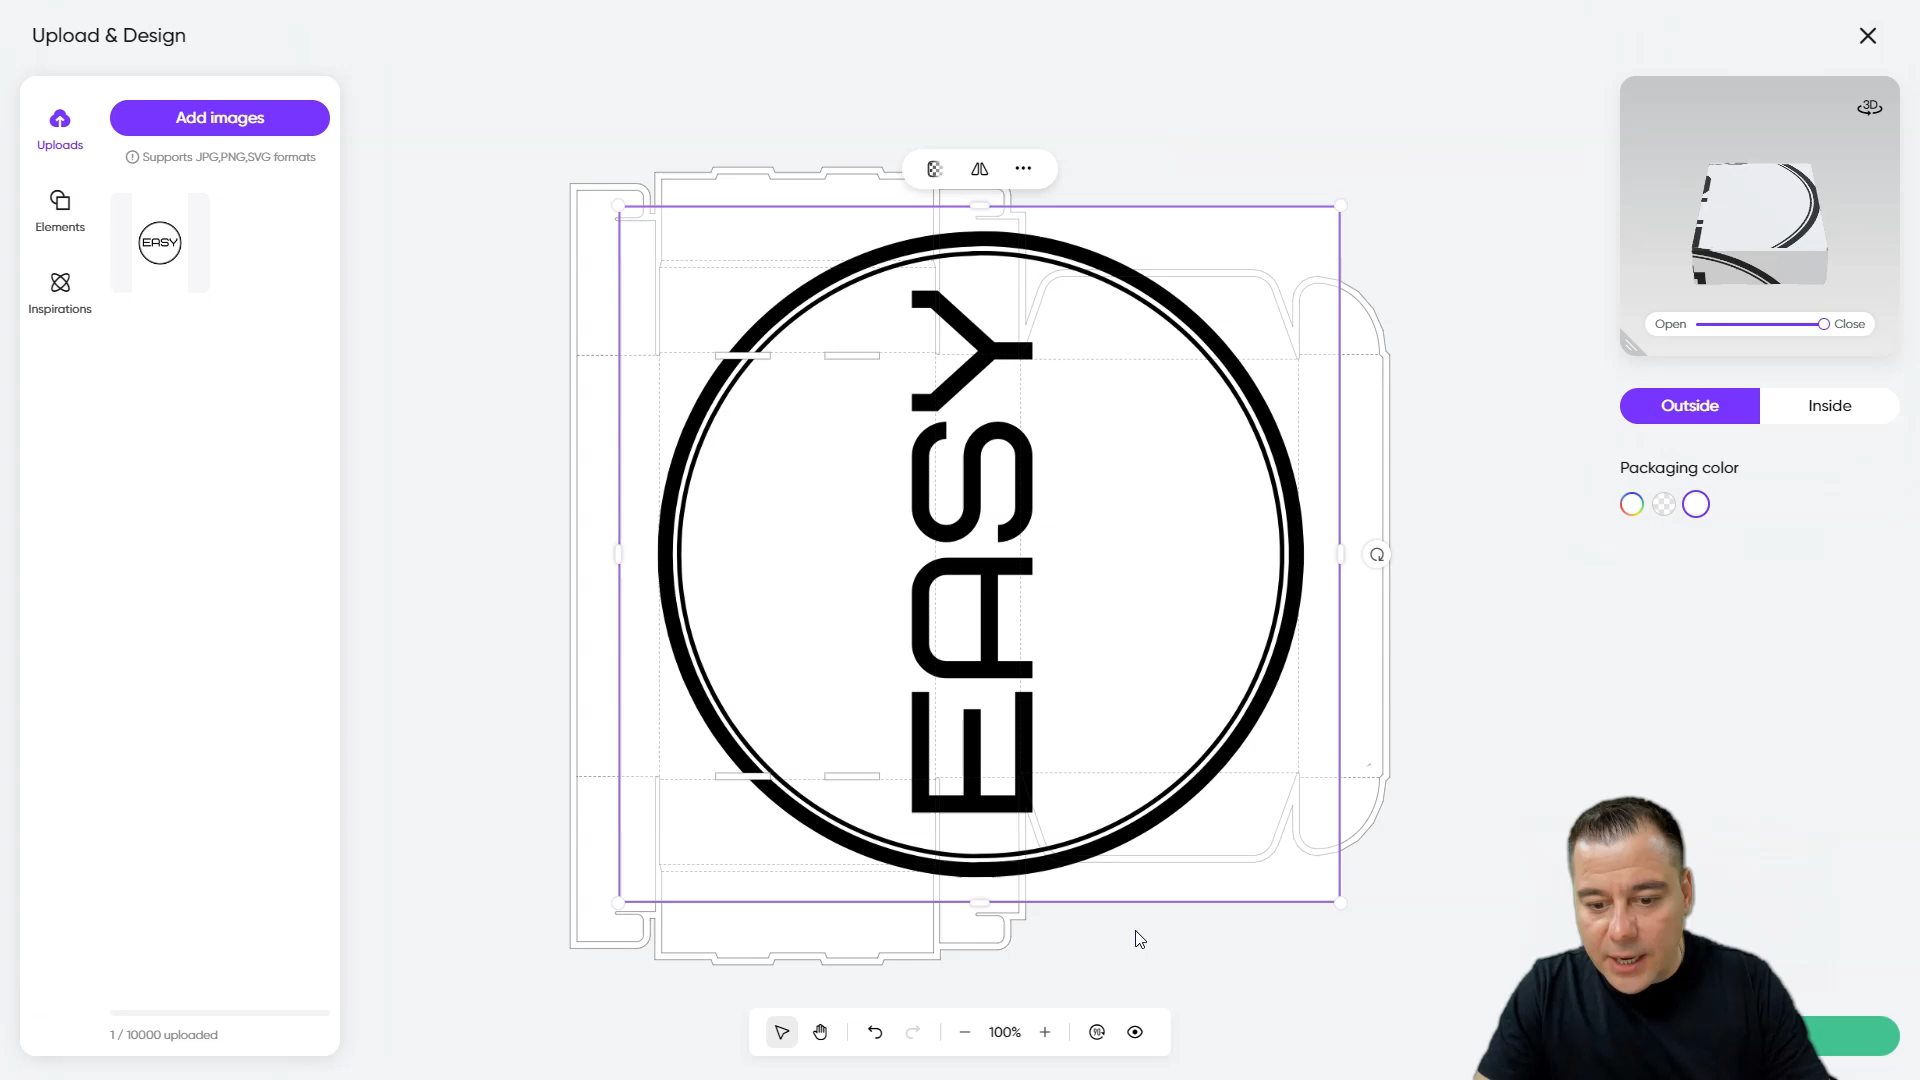 Upload & Design
Uploads
Elements
Inspirations
Add images
Supports JPG,PNG,SVG formats
EASY
1 / 10000 uploaded
EASY
100%
90
3D
Open
Close
Outside
Inside
Packaging color